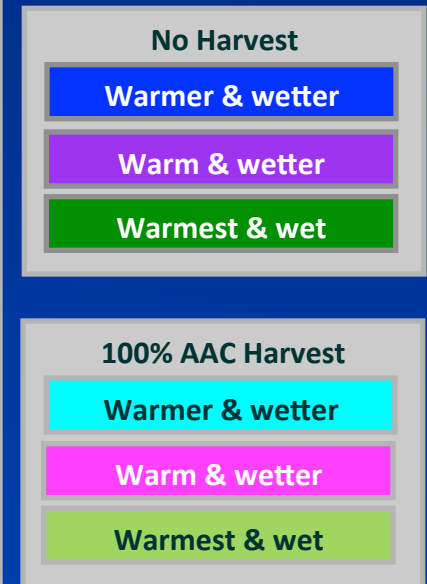 No Harvest
Warmer & wetter
Warm & wetter
Warmest & wet
100% AAC Harvest
Warmer & wetter
Warm & wetter
Warmest & wet